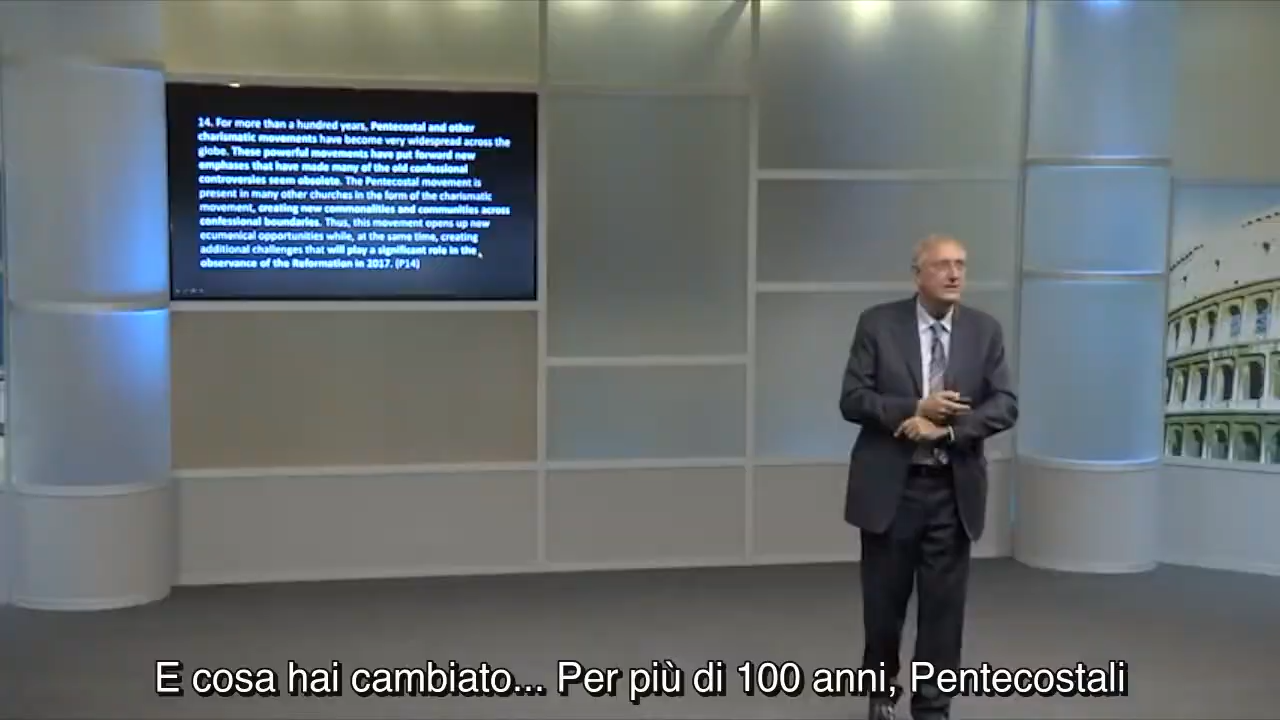 14. For more than a hundred years, Pentecostal and other
charismatic movements have become very widespread across the
globe. These powerful movements have put forward new
emphases that have made many of the old confessional
controversies seem obsolete. The Pentecostal movement is
present in many other churches in the form of the charismatic
movement, creating new commonalities and communities across
confessional boundaries. Thus, this movement opens up new
ecumenical opportunities while, at the same time, creating
additional challenges that will play a significant role in the
observance of the Reformation in 2017. (P14)
E cosa hai cambiato... Per più di 100 anni, Pentecostali